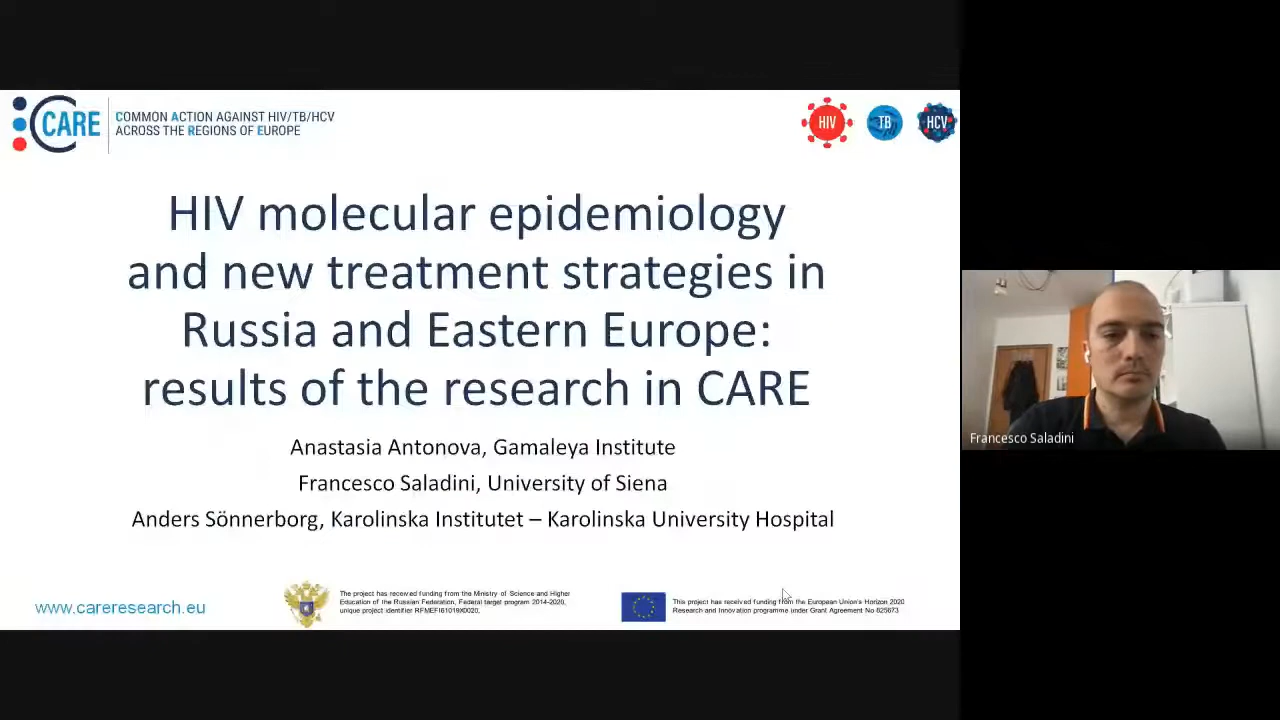 CARE
COMMON ACTION AGAINST HIV/TB/HCV
ACROSS THE REGIONS OF EUROPE
HIV
TB
HCV
HIV molecular epidemiology
and new treatment strategies in
Russia and Eastern Europe:
results of the research in CARE
Anastasia Antonova, Gamaleya Institute
Francesco Saladini, University of Siena
Anders Sönnerborg, Karolinska Institutet – Karolinska University Hospital
www.careresearch.eu
The project has received funding from the Ministry of Science and Higher
Education of the Russian Federation, Federal target program 2014-2020,
unique project identifier RFMEFI61019X0020.
This project has received funding from the European Union's Horizon 2020
Research and Innovation programme under Grant Agreement No 825673
Francesco Saladini